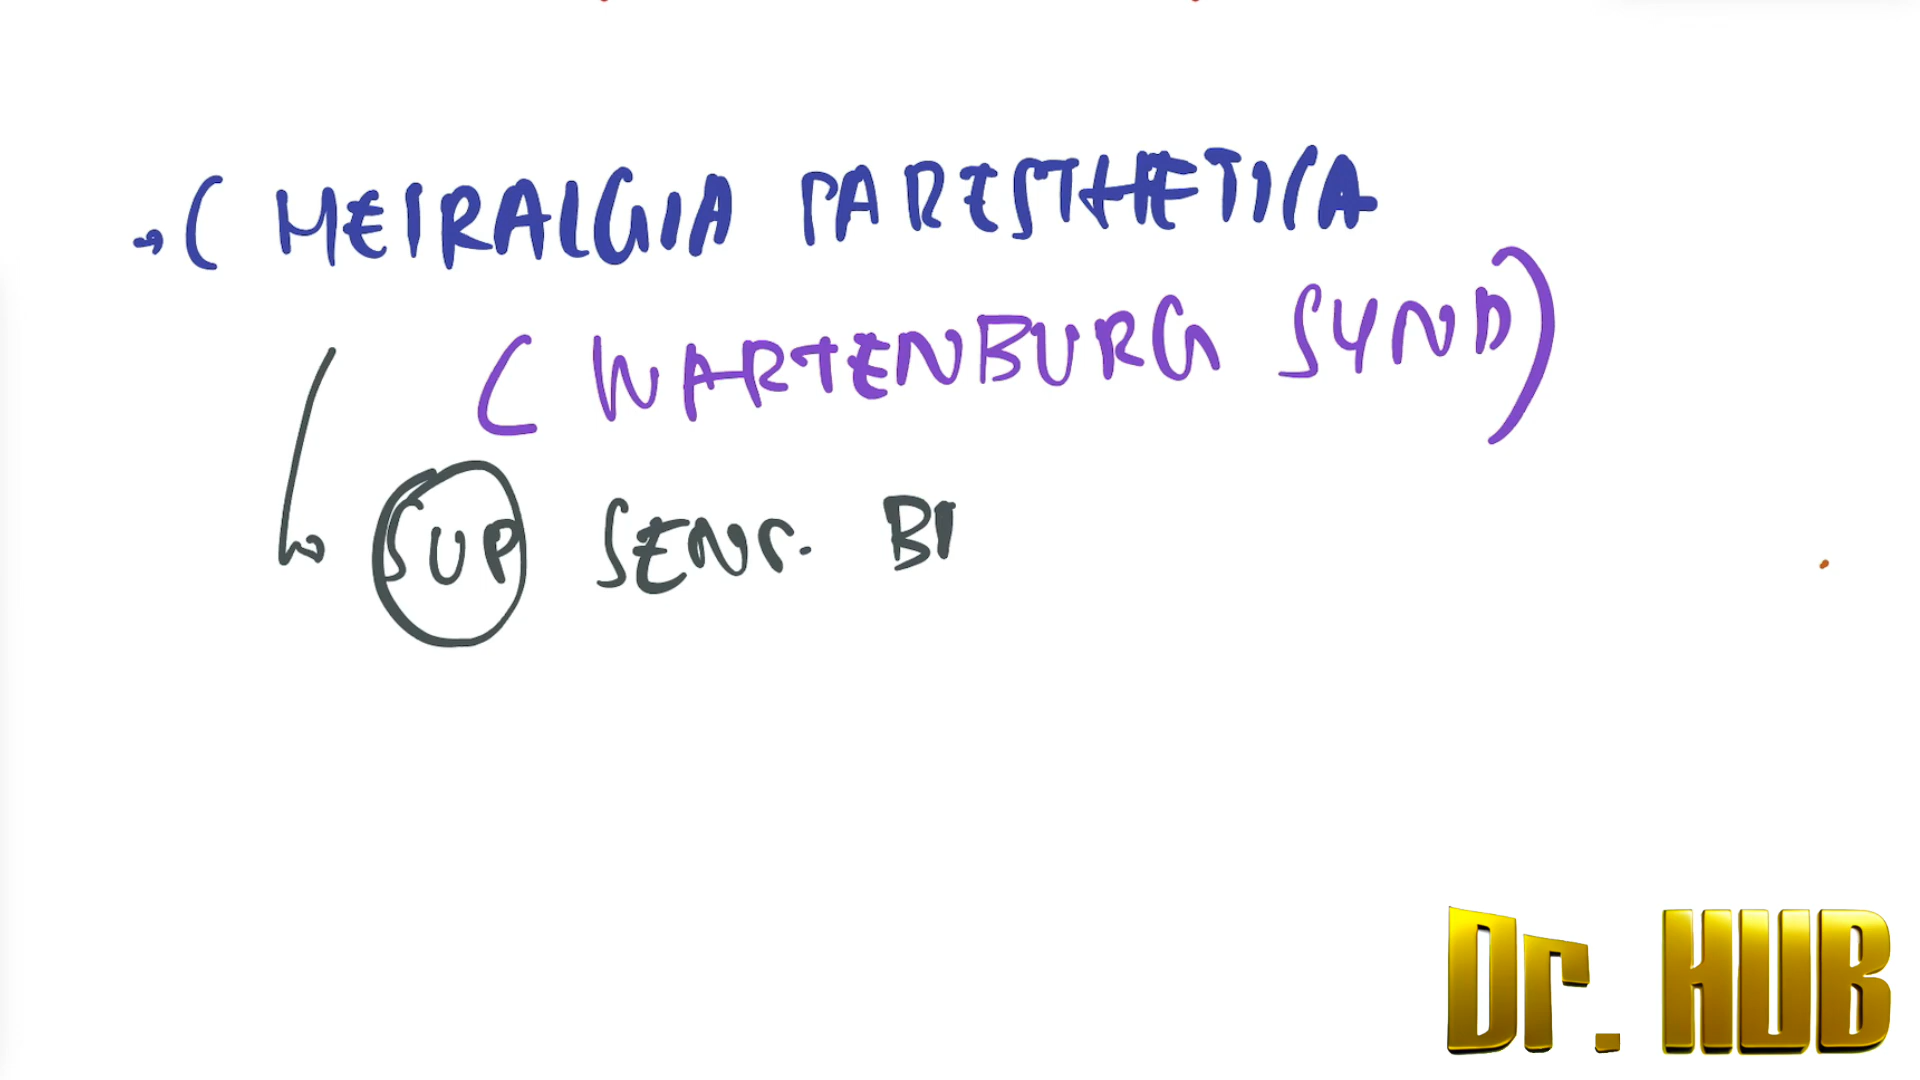 →( MEIRALGIA PARESTHETICA
( WARTENBURG SYND)
SUP SENS. BI
Dr. HUB